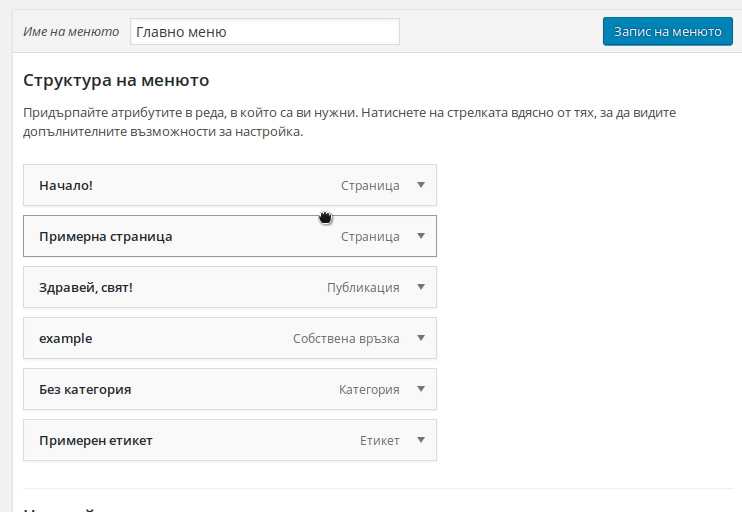 Име на менюто Главно меню Запис на менюто
Структура на менюто
Придърпайте атрибутите в реда, в който са ви нужни. Натиснете на стрелката вдясно от тях, за да видите
допълнителните възможности за настройка.
Начало! Страница
Примерна страница Страница
Здравей, свят! Публикация
example Собствена връзка
Без категория Категория
Примерен етикет Етикет